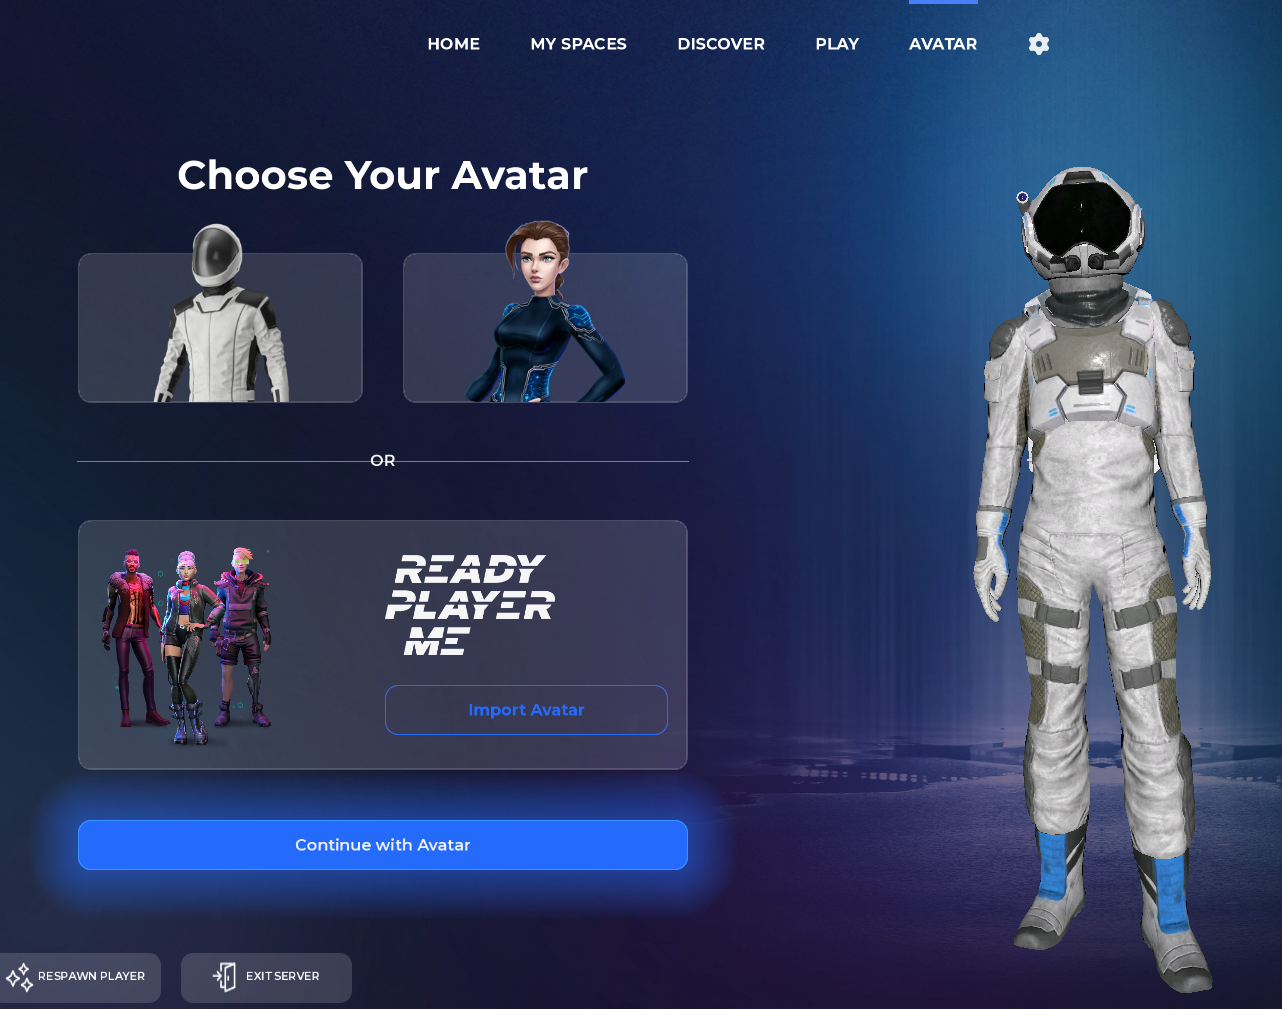 HOME MY SPACES DISCOVER PLAY AVATAR
Choose Your Avatar
OR
READY
PLAYER
ME
Import Avatar
Continue with Avatar
RESPAWN PLAYER EXIT SERVER